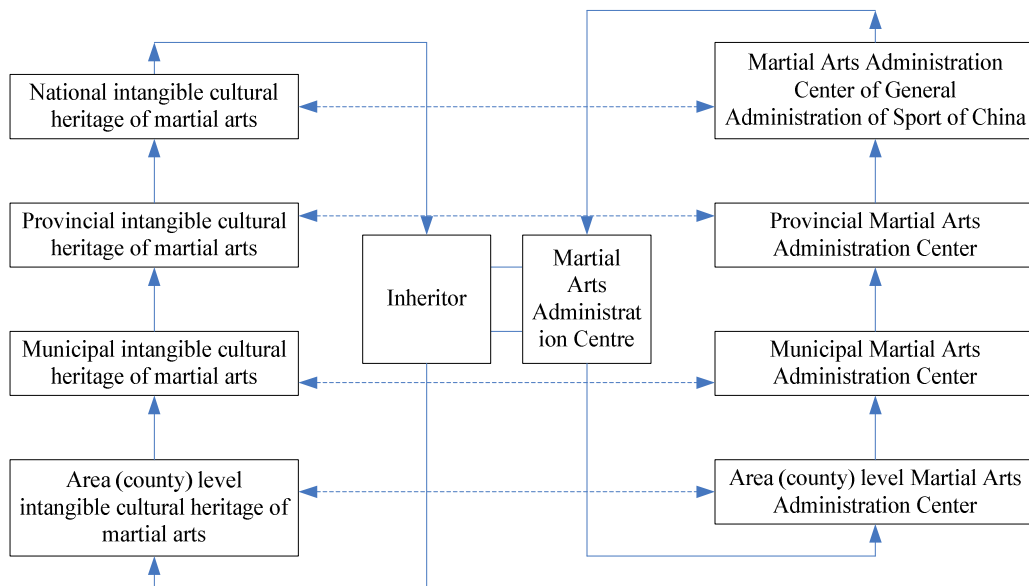 National intangible cultural
heritage of martial arts
Provincial intangible cultural
heritage of martial arts
Municipal intangible cultural
heritage of martial arts
Area (county) level
intangible cultural heritage of
martial arts
Inheritor
Martial
Arts
Administrat
ion Centre
Martial Arts Administration
Center of General
Administration of Sport of China
Provincial Martial Arts
Administration Center
Municipal Martial Arts
Administration Center
Area (county) level Martial Arts
Administration Center